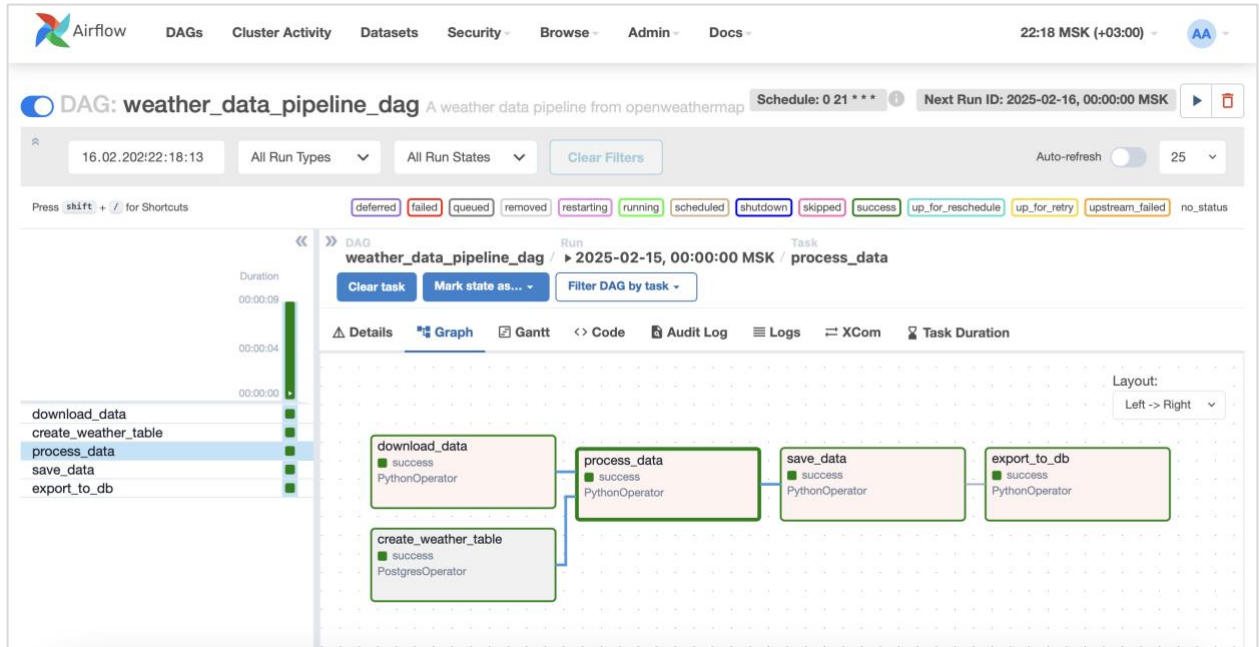 Airflow DAGs Cluster Activity Datasets Security Browse Admin Docs 22:18 MSK (+03:00) AA
DAG: weather_data_pipeline_dag A weather data pipeline from openweathermap Schedule: 0 21 * * * Next Run ID: 2025-02-16, 00:00:00 MSK
16.02.202!22:18:13 All Run Types All Run States Clear Filters Auto-refresh 25
Press shift + / for Shortcuts deferred failed queued removed restarting running scheduled shutdown skipped success up_for_reschedule up_for_retry upstream_failed no_status
DAG Run Task
weather_data_pipeline_dag / 2025-02-15, 00:00:00 MSK / process_data
Clear task Mark state as... Filter DAG by task
Details Graph Gantt <> Code Audit Log Logs XCom Task Duration
Duration
00:00:09
00:00:04
00:00:00
download_data
create_weather_table
process_data
save_data
export_to_db
Layout:
Left -> Right
download_data
success
PythonOperator
create_weather_table
success
PostgresOperator
process_data
success
PythonOperator
save_data
success
PythonOperator
export_to_db
success
PythonOperator